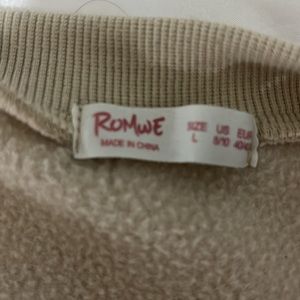 ROMWE
MADE IN CHINA
SIZE US EUR
L 8/10